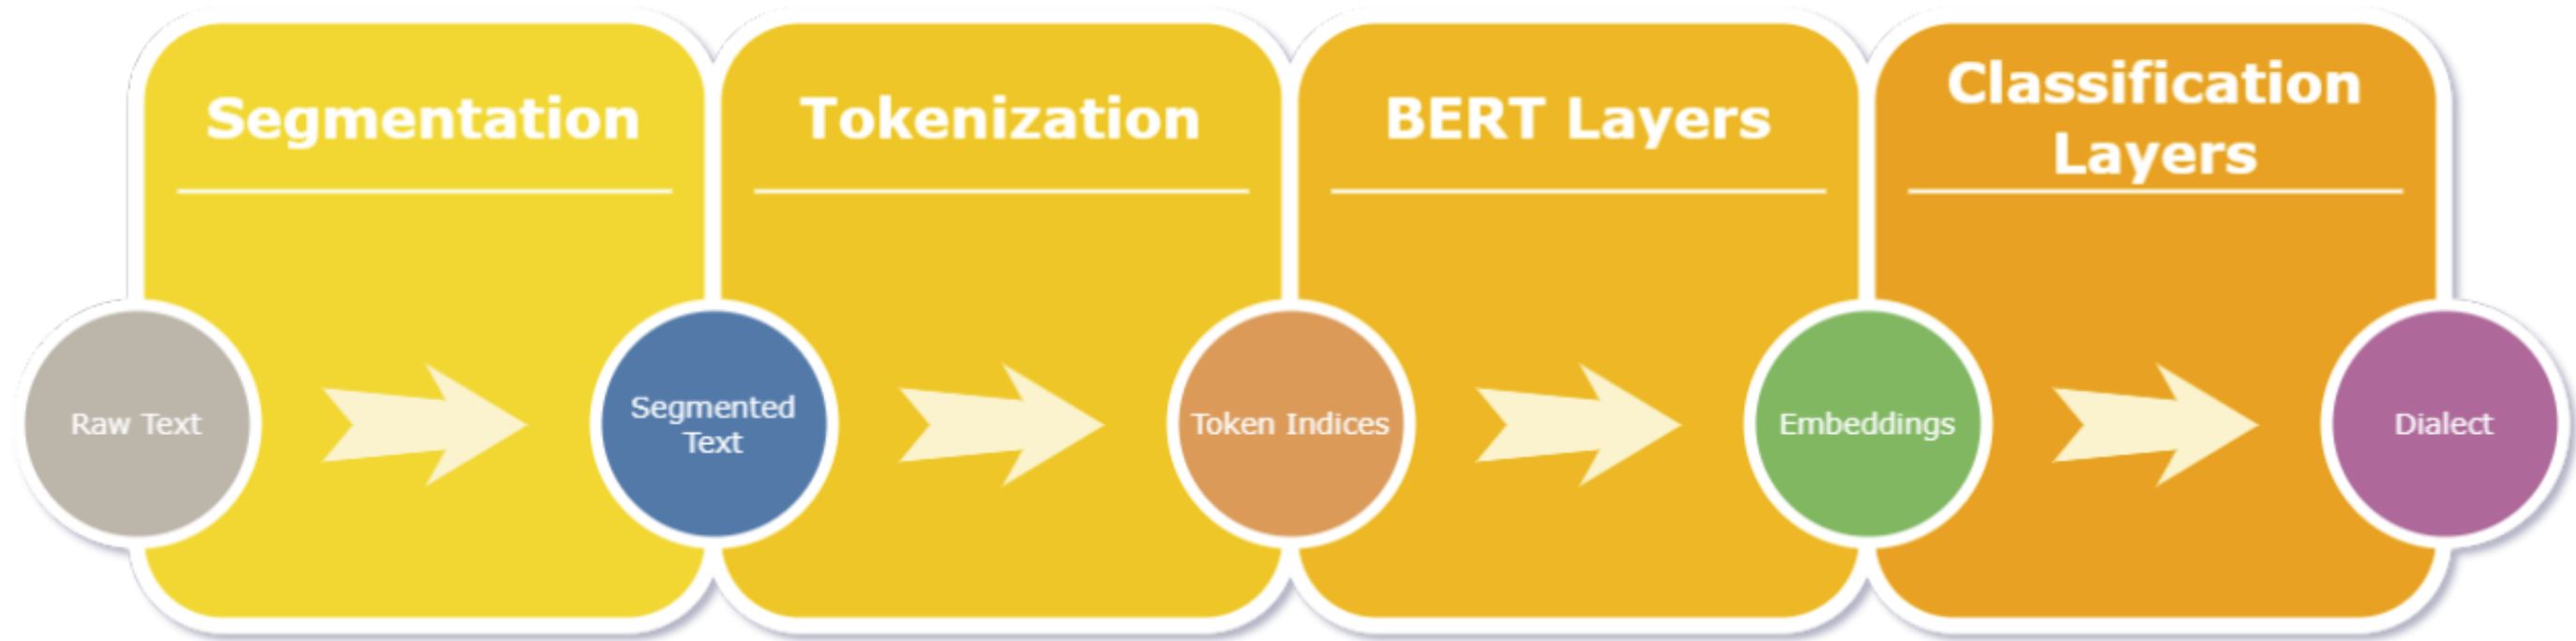 Segmentation
Tokenization
BERT Layers
Classification
Layers
Raw Text
Segmented
Text
Token Indices
Embeddings
Dialect